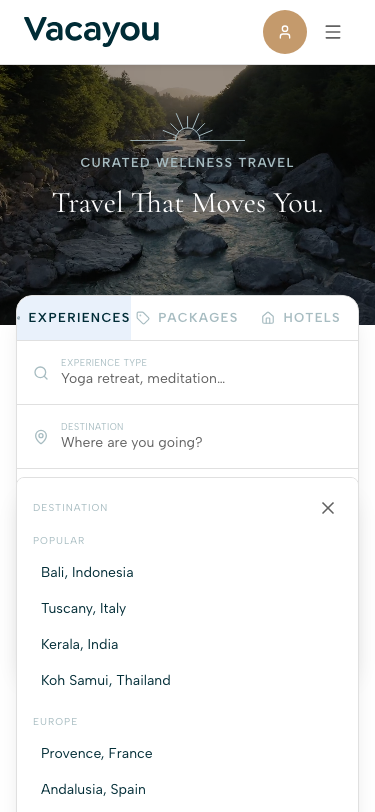 Vacayou
CURATED WELLNESS TRAVEL
Travel That Moves You.
EXPERIENCES
PACKAGES
HOTELS
EXPERIENCE TYPE
Yoga retreat, meditation...
DESTINATION
Where are you going?
DESTINATION
POPULAR
Bali, Indonesia
Tuscany, Italy
Kerala, India
Koh Samui, Thailand
EUROPE
Provence, France
Andalusia, Spain